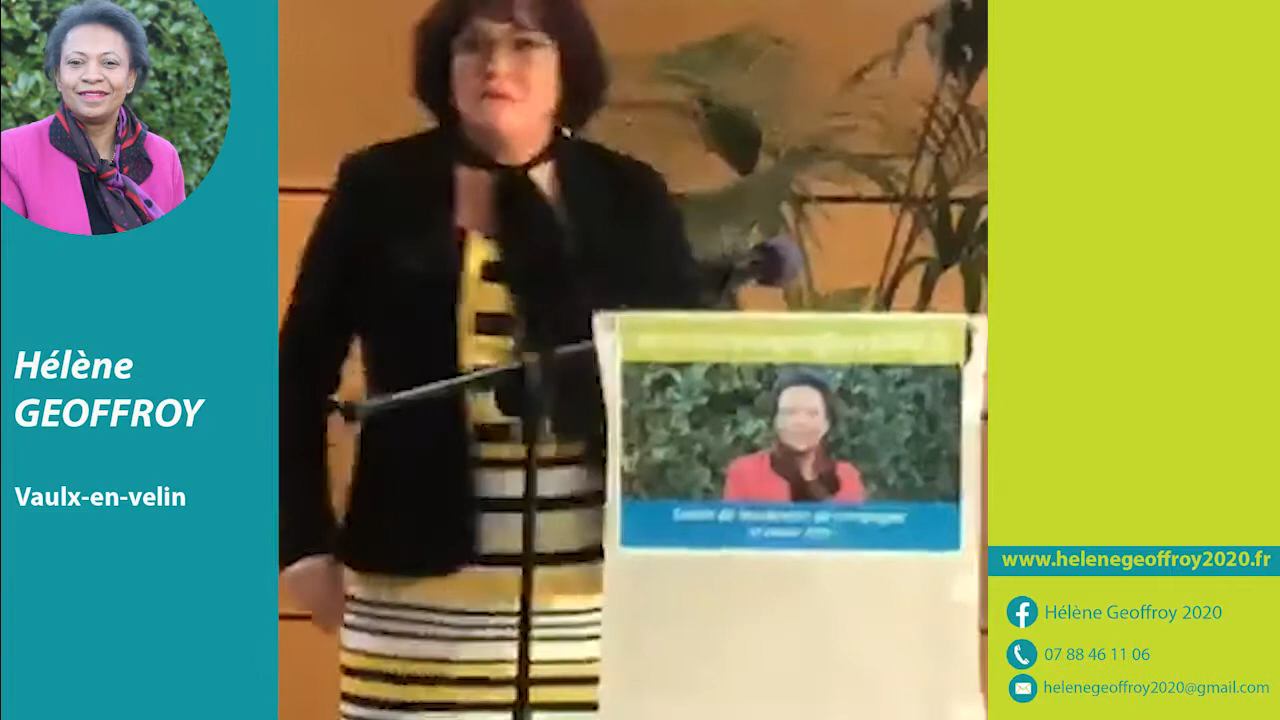 Hélène
GEOFFROY
Vaulx-en-velin
www.helenegeoffroy2020.fr
Hélène Geoffroy 2020
07 88 46 11 06
helenegeoffroy2020@gmail.com